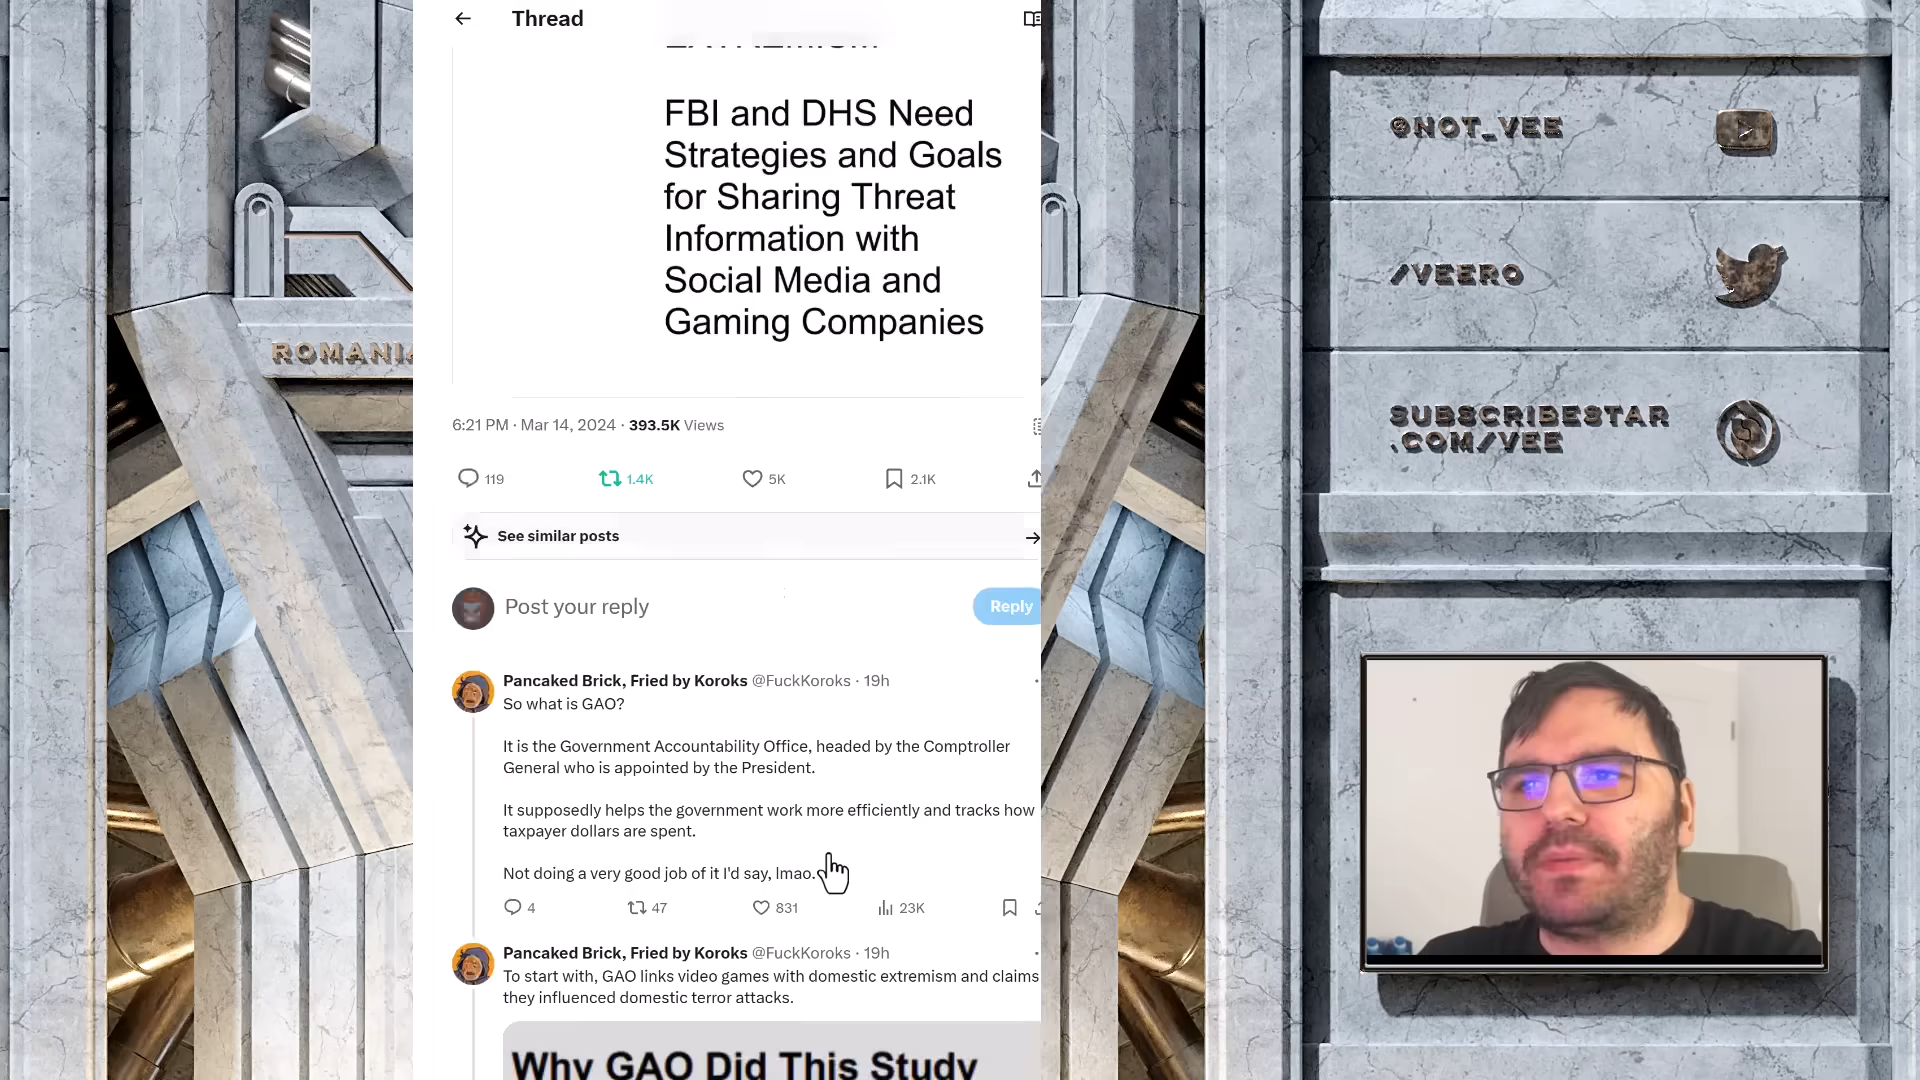 Thread
FBI and DHS Need
Strategies and Goals
for Sharing Threat
Information with
Social Media and
Gaming Companies
6:21 PM · Mar 14, 2024 · 393.5K Views
119 1.4K 5K 2.1K
See similar posts
Post your reply
Reply
Pancaked Brick, Fried by Koroks @FuckKoroks · 19h
So what is GAO?
It is the Government Accountability Office, headed by the Comptroller
General who is appointed by the President.
It supposedly helps the government work more efficiently and tracks how
taxpayer dollars are spent.
Not doing a very good job of it I'd say, lmao.
4 47 831 23K
Pancaked Brick, Fried by Koroks @FuckKoroks · 19h
To start with, GAO links video games with domestic extremism and claims
they influenced domestic terror attacks.
Why GAO Did This Study
ROMANIA
@NOT_VEE
/VEERO
SUBSCRIBESTAR
.COM/VEE